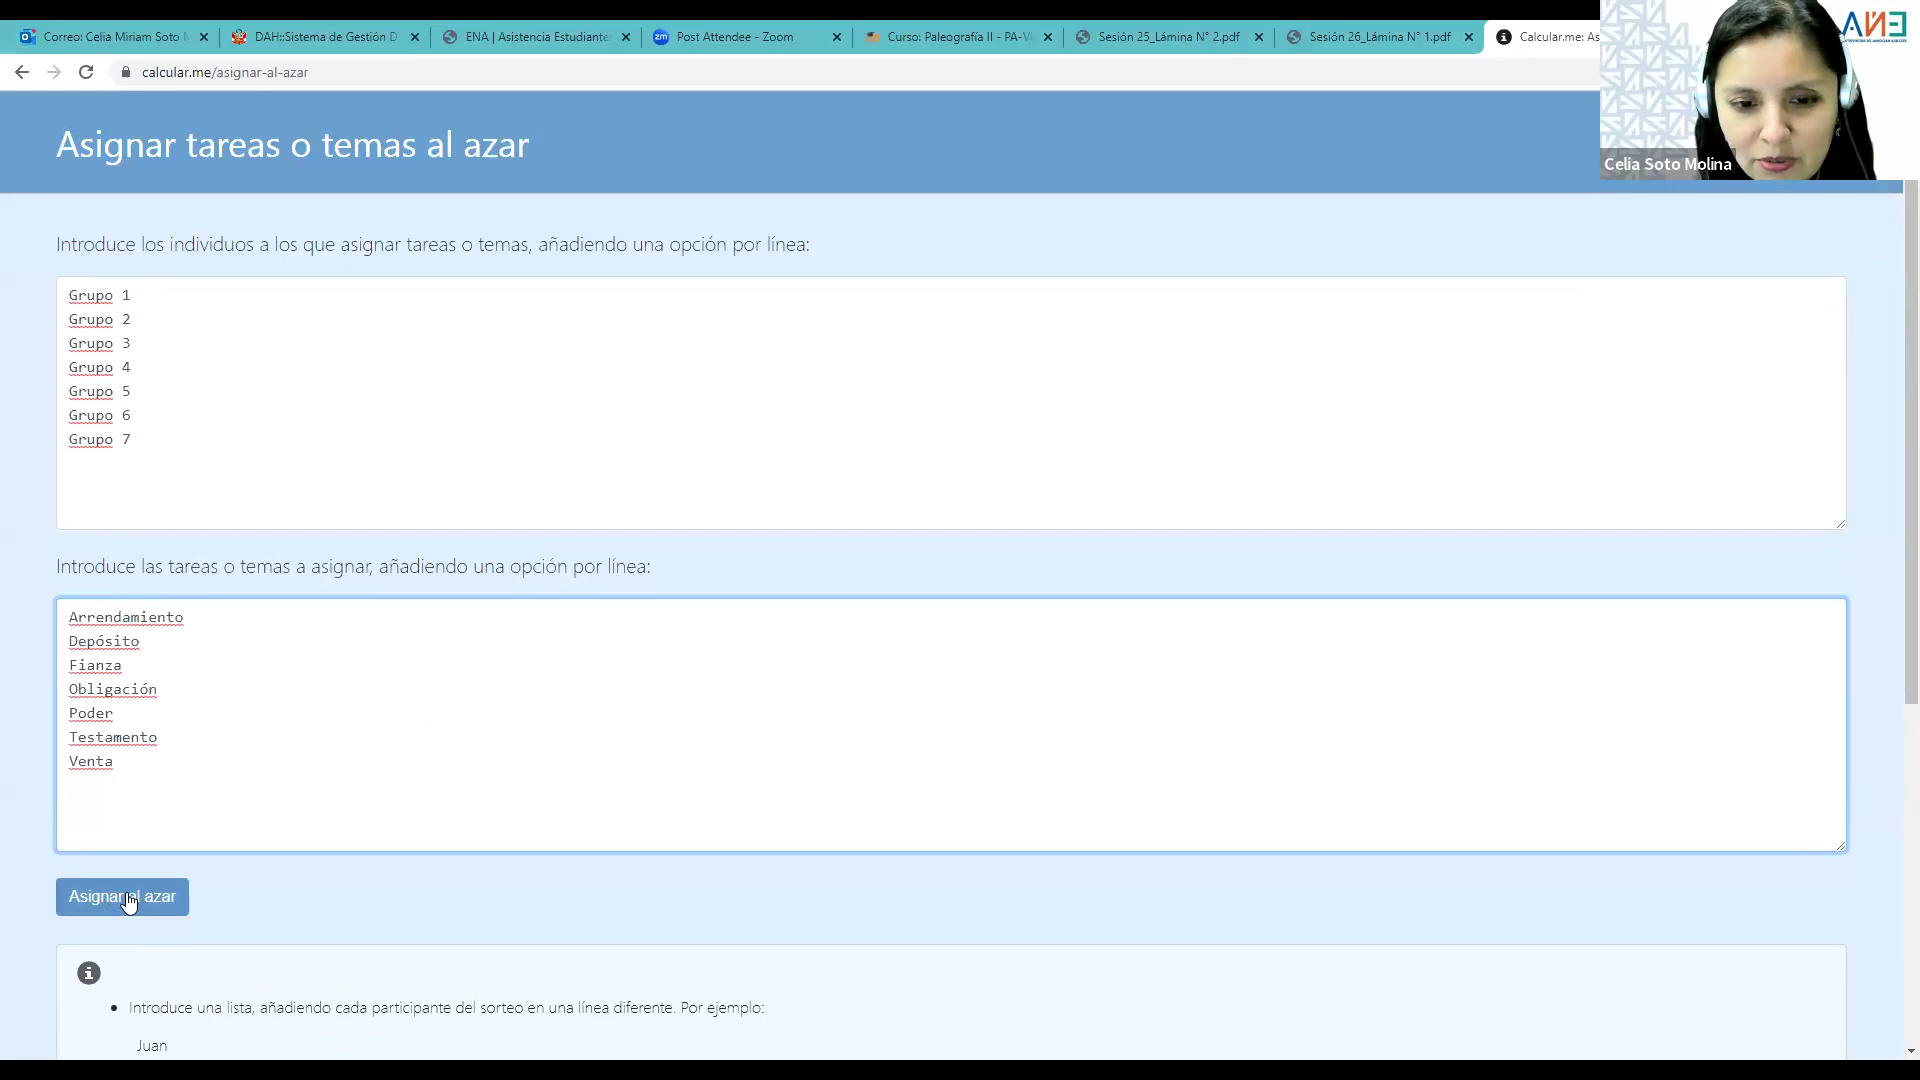 Correo: Celia Miriam Soto
DAH::Sistema de Gestión D
ENA | Asistencia Estudiante
Post Attendee - Zoom
Curso: Paleografía II - PA-VI
Sesión 25_Lámina N° 2.pdf
Sesión 26_Lámina N° 1.pdf
Calcular.me: As
calcular.me/asignar-al-azar
Celia Soto Molina
Asignar tareas o temas al azar
Introduce los individuos a los que asignar tareas o temas, añadiendo una opción por línea:
Grupo 1
Grupo 2
Grupo 3
Grupo 4
Grupo 5
Grupo 6
Grupo 7
Introduce las tareas o temas a asignar, añadiendo una opción por línea:
Arrendamiento
Depósito
Fianza
Obligación
Poder
Testamento
Venta
Asignar al azar
Introduce una lista, añadiendo cada participante del sorteo en una línea diferente. Por ejemplo:
Juan